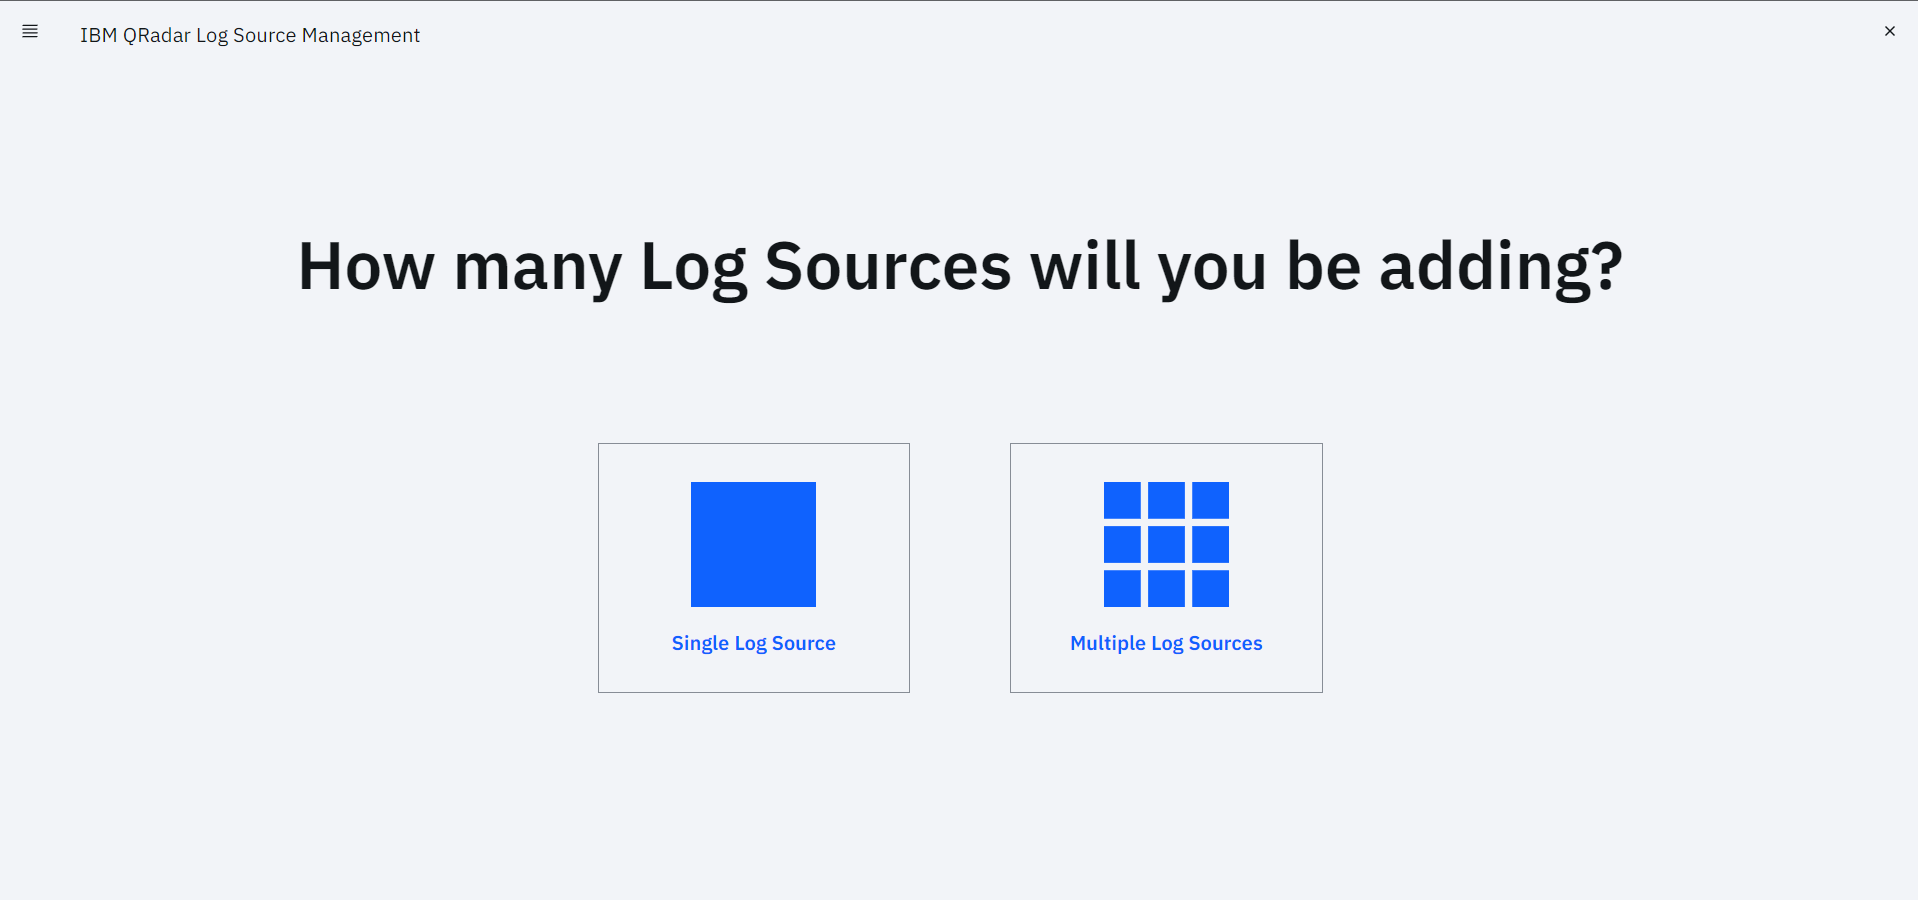 IBM QRadar Log Source Management
How many Log Sources will you be adding?
Single Log Source
Multiple Log Sources